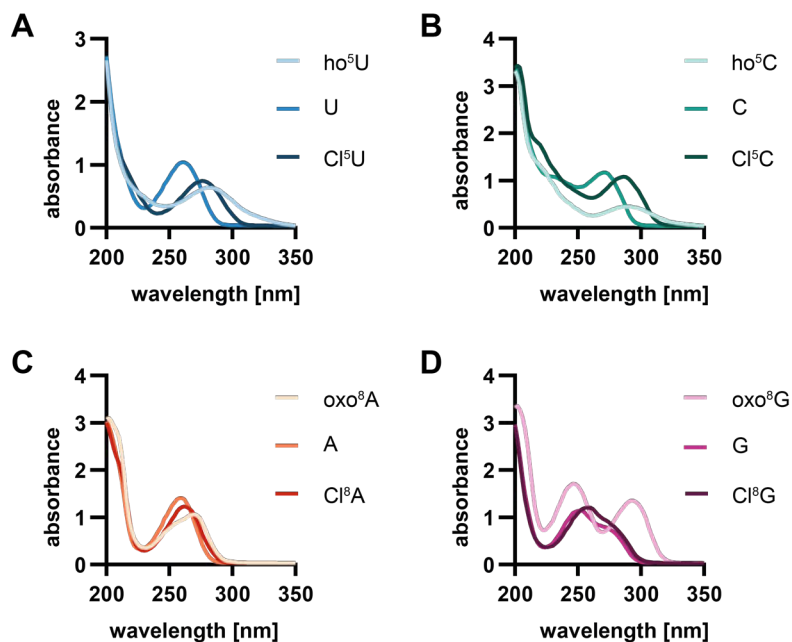 A
absorbance
3
2
1
0
200 250 300 350
wavelength [nm]
ho⁵U
U
Cl⁵U
B
absorbance
4
3
2
1
0
200 250 300 350
wavelength [nm]
ho⁵C
C
Cl⁵C
C
absorbance
4
3
2
1
0
200 250 300 350
wavelength [nm]
oxo⁸A
A
Cl⁸A
D
absorbance
4
3
2
1
0
200 250 300 350
wavelength [nm]
oxo⁸G
G
Cl⁸G